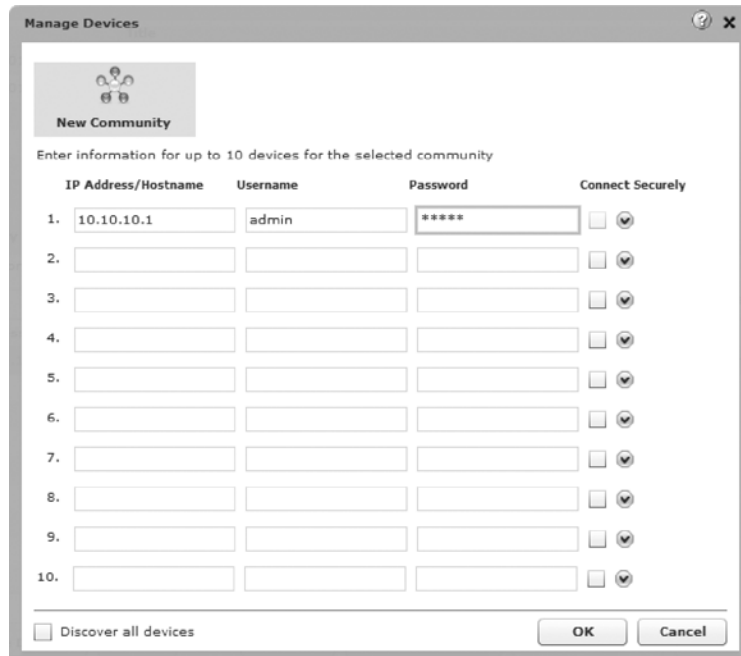 Manage Devices
New Community
Enter information for up to 10 devices for the selected community
IP Address/Hostname Username Password Connect Securely
1. 10.10.10.1 admin *****
2.
3.
4.
5.
6.
7.
8.
9.
10.
Discover all devices OK Cancel